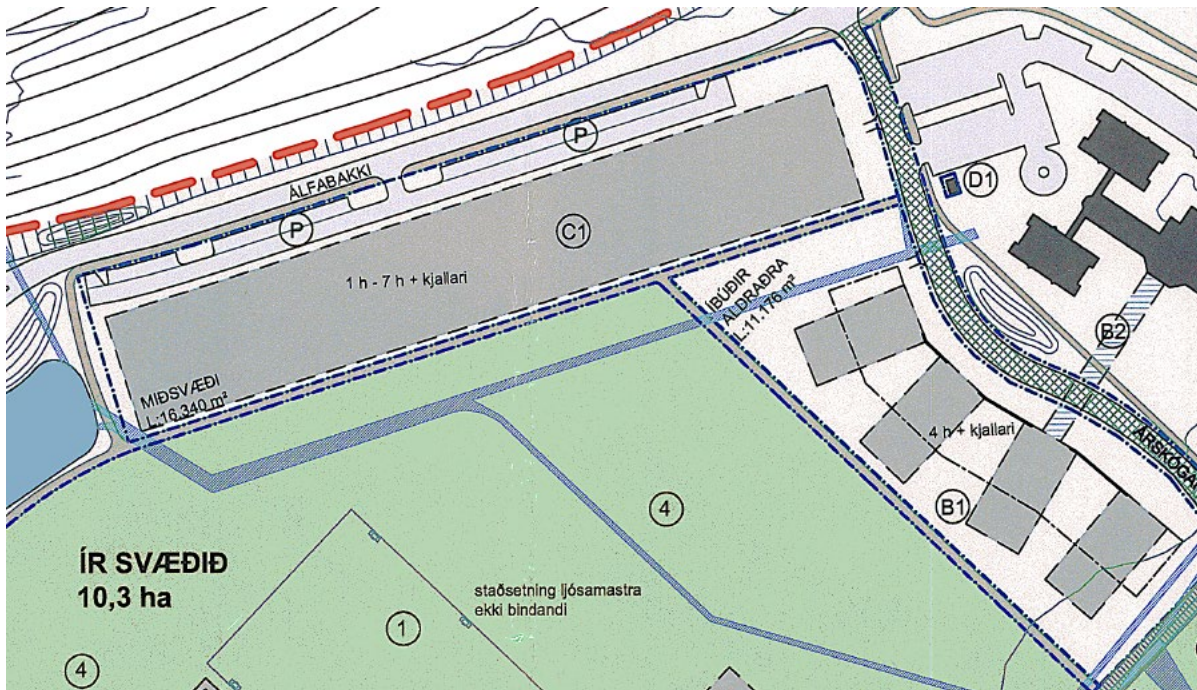 P
D1
ÁLFABAKKI
C1
P
1 h - 7 h + kjallari
ÍBÚÐIR
ALDRAÐRA
L:11.176 m²
B2
MIÐSVÆÐI
L:16.340 m²
4 h + kjallari
ÁRSKÓGAR
4
B1
ÍR SVÆÐIÐ
10,3 ha
staðsetning ljósamastra
ekki bindandi
1
4